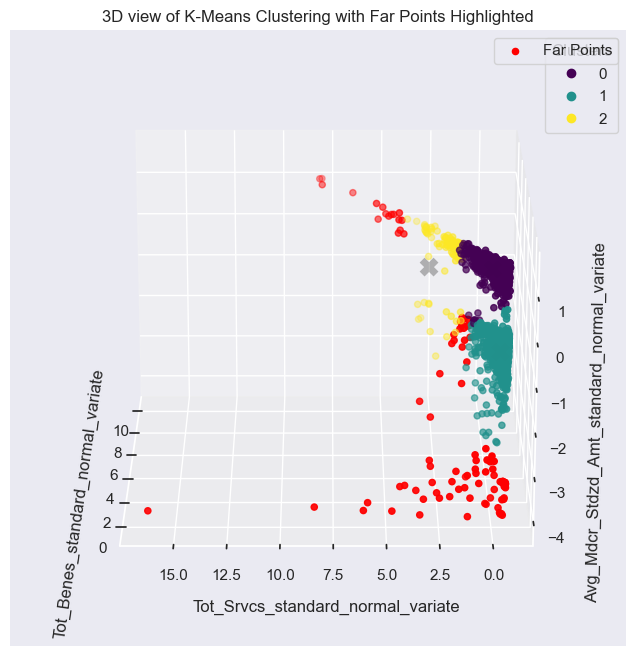 3D view of K-Means Clustering with Far Points Highlighted
Far Points
0
1
2
1
0
−1
−2
−3
−4
Avg_Mdcr_Stdzd_Amt_standard_normal_variate
10
8
6
4
2
0
Tot_Benes_standard_normal_variate
15.0 12.5 10.0 7.5 5.0 2.5 0.0
Tot_Srvcs_standard_normal_variate